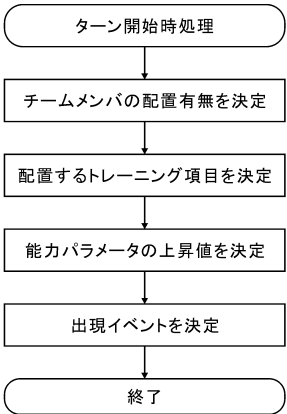 ターン開始時処理
チームメンバの配置有無を決定
配置するトレーニング項目を決定
能力パラメータの上昇値を決定
出現イベントを決定
終了